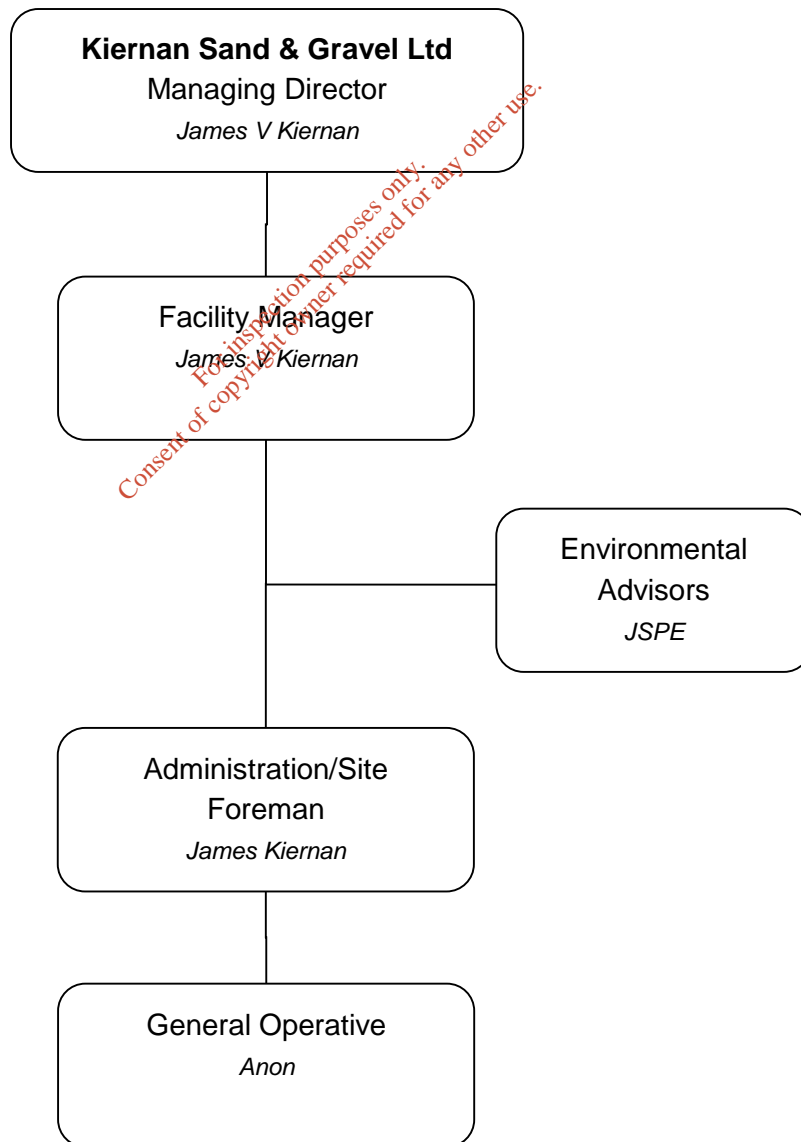 Kiernan Sand & Gravel Ltd
Managing Director
James V Kiernan
For inspection purposes only.
Consent of copyright owner required for any other use.
Facility Manager
James V Kiernan
Environmental
Advisors
JSPE
Administration/Site
Foreman
James Kiernan
General Operative
Anon